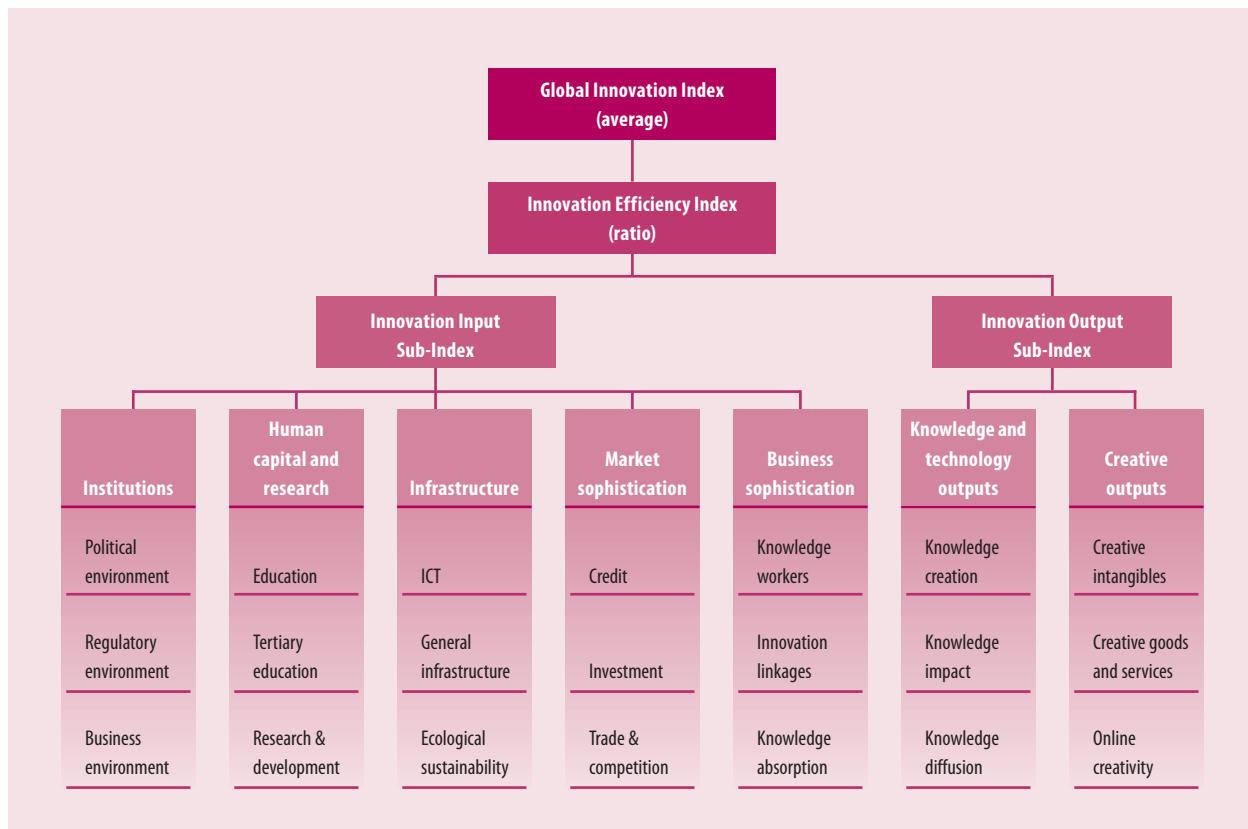 Global Innovation Index
(average)
Innovation Efficiency Index
(ratio)
Innovation Input
Sub-Index
Innovation Output
Sub-Index
Institutions
Human
capital and
research
Infrastructure
Market
sophistication
Business
sophistication
Knowledge and
technology
outputs
Creative
outputs
Political
environment
Education
ICT
Credit
Knowledge
workers
Knowledge
creation
Creative
intangibles
Regulatory
environment
Tertiary
education
General
infrastructure
Investment
Innovation
linkages
Knowledge
impact
Creative goods
and services
Business
environment
Research &
development
Ecological
sustainability
Trade &
competition
Knowledge
absorption
Knowledge
diffusion
Online
creativity